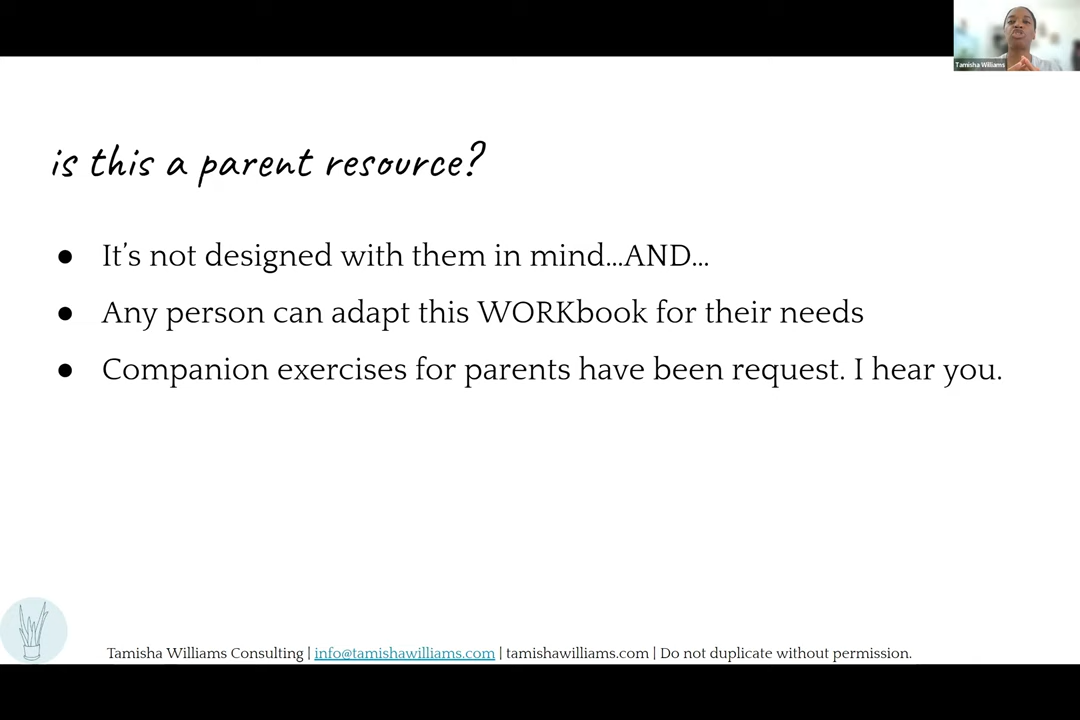 Tamisha Williams
is this a parent resource?
● It's not designed with them in mind...AND...
● Any person can adapt this WORKbook for their needs
● Companion exercises for parents have been request. I hear you.
Tamisha Williams Consulting | info@tamishawilliams.com | tamishawilliams.com | Do not duplicate without permission.